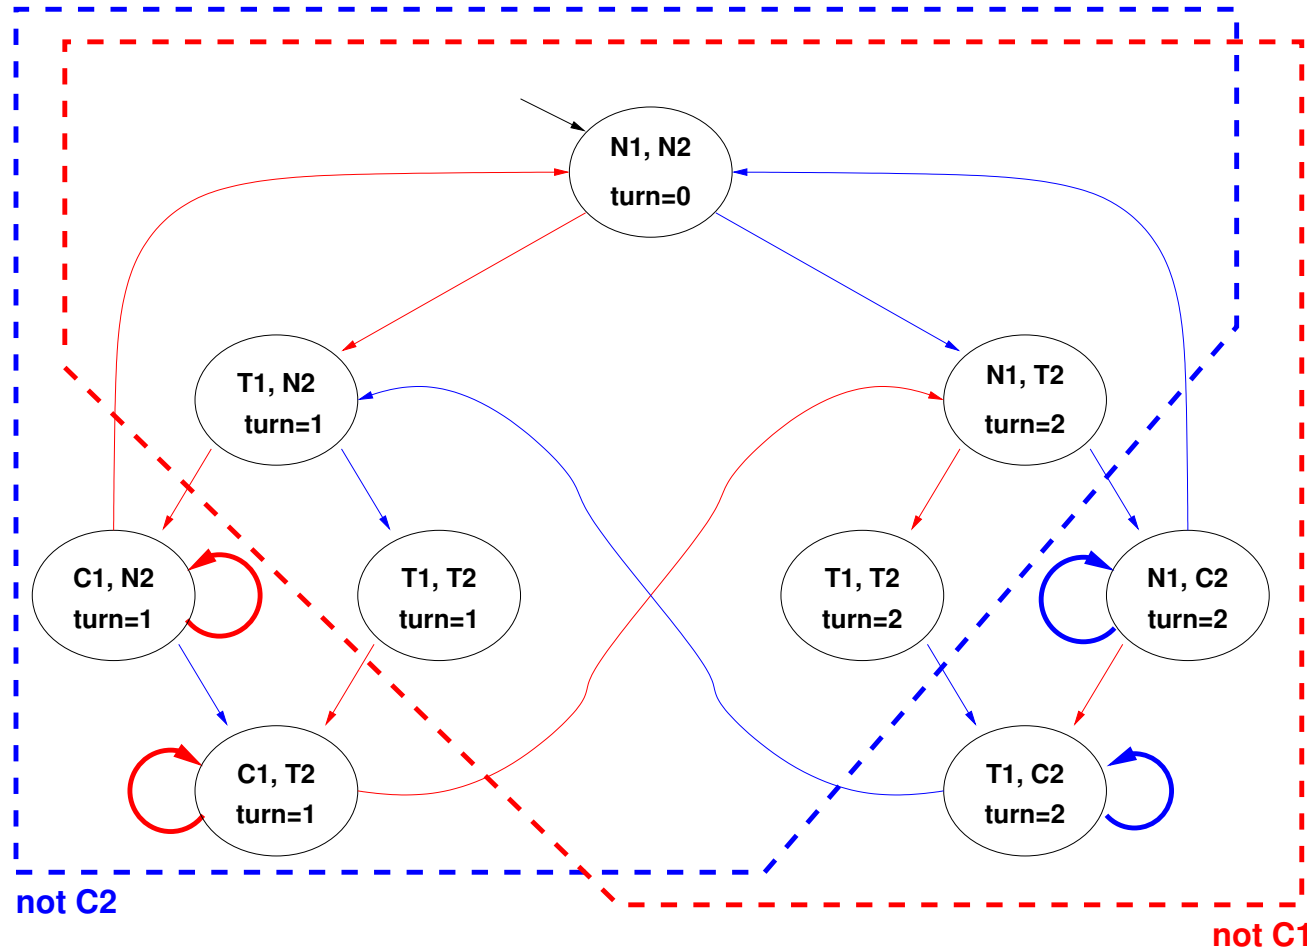 N1, N2
turn=0
T1, N2
turn=1
N1, T2
turn=2
C1, N2
turn=1
T1, T2
turn=1
T1, T2
turn=2
N1, C2
turn=2
C1, T2
turn=1
T1, C2
turn=2
not C2
not C1